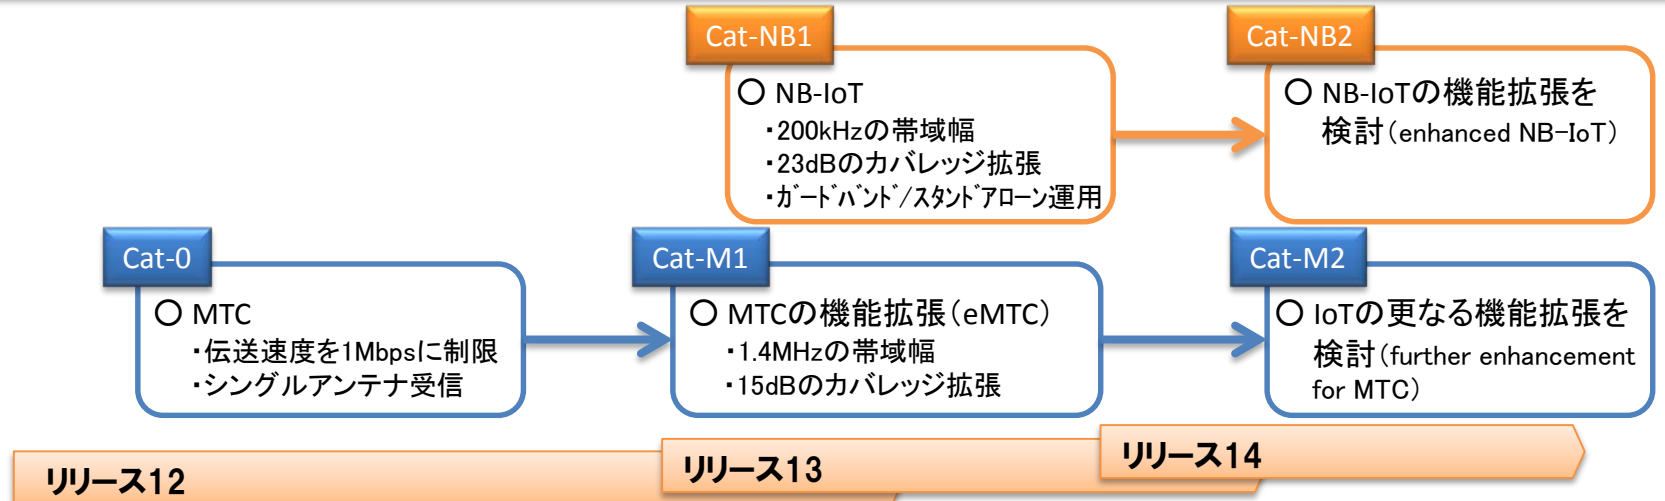 Cat-NB1
○ NB-IoT
・200kHzの帯域幅
・23dBのカバレッジ拡張
・ｶﾞｰﾄﾞﾊﾞﾝﾄﾞ/ｽﾀﾝﾄﾞｱﾛｰﾝ運用
Cat-NB2
○ NB-IoTの機能拡張を
検討（enhanced NB-IoT）
Cat-0
○ MTC
・伝送速度を1Mbpsに制限
・シングルアンテナ受信
Cat-M1
○ MTCの機能拡張（eMTC）
・1.4MHzの帯域幅
・15dBのカバレッジ拡張
Cat-M2
○ IoTの更なる機能拡張を
検討（further enhancement
for MTC）
リリース12
リリース13
リリース14